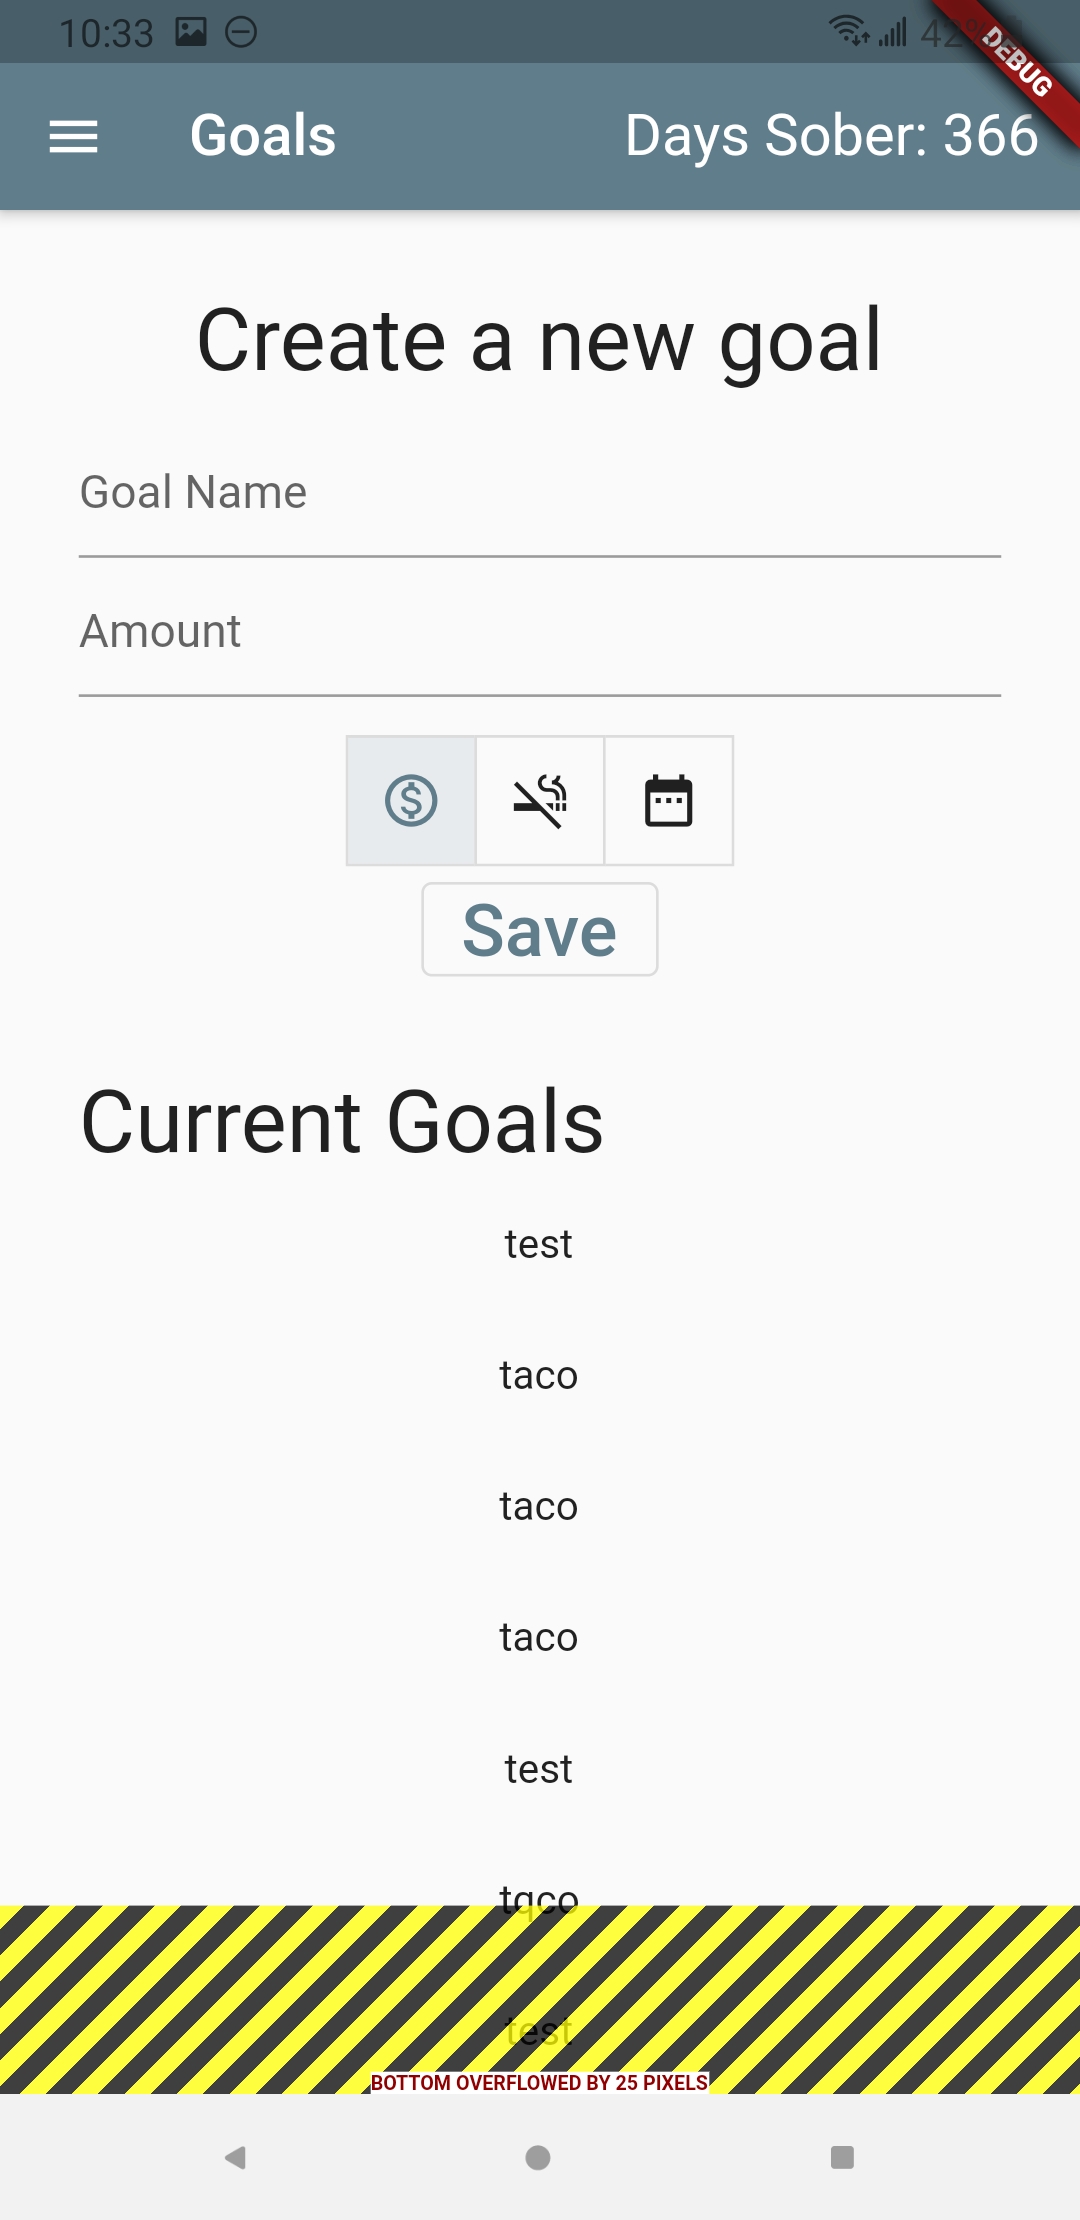 10:33 42%
DEBUG
Goals Days Sober: 366
Create a new goal
Goal Name
Amount
Save
Current Goals
test
taco
taco
taco
test
tqco
test
BOTTOM OVERFLOWED BY 25 PIXELS